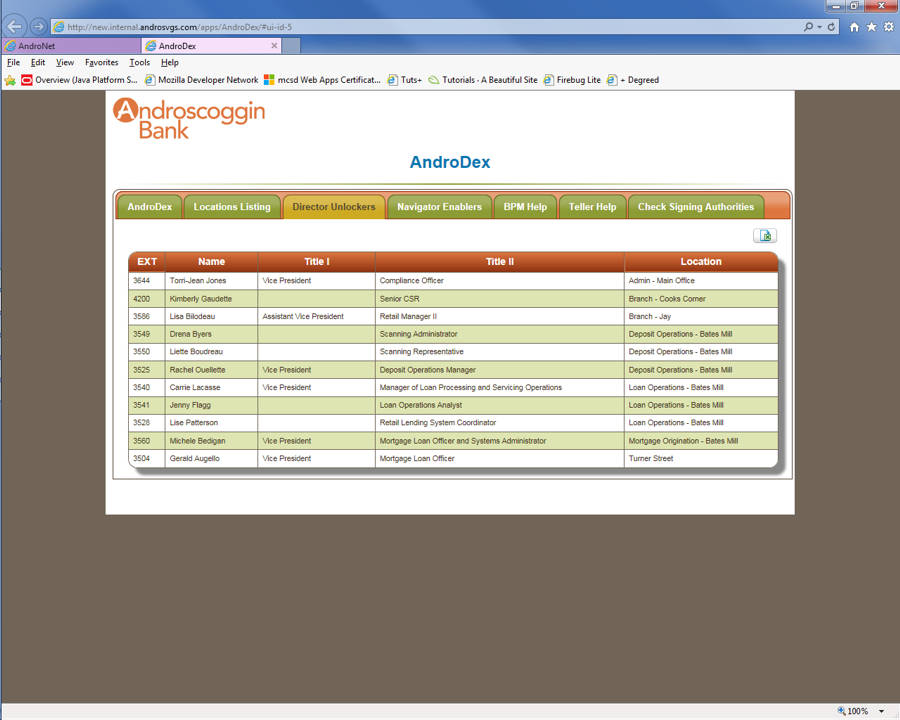 http://new.internal.androsvgs.com/apps/AndroDex/#ui-id-5
AndroNet AndroDex
File Edit View Favorites Tools Help
Overview (Java Platform S... Mozilla Developer Network mcsd Web Apps Certificat... Tuts+ Tutorials - A Beautiful Site Firebug Lite + Degreed
Androscoggin
Bank
AndroDex
AndroDex Locations Listing Director Unlockers Navigator Enablers BPM Help Teller Help Check Signing Authorities
EXT Name Title I Title II Location
3644 Torri-Jean Jones Vice President Compliance Officer Admin - Main Office
4200 Kimberly Gaudette Senior CSR Branch - Cooks Corner
3586 Lisa Bilodeau Assistant Vice President Retail Manager II Branch - Jay
3549 Drena Byers Scanning Administrator Deposit Operations - Bates Mill
3550 Liette Boudreau Scanning Representative Deposit Operations - Bates Mill
3525 Rachel Ouellette Vice President Deposit Operations Manager Deposit Operations - Bates Mill
3540 Carrie Lacasse Vice President Manager of Loan Processing and Servicing Operations Loan Operations - Bates Mill
3541 Jenny Flagg Loan Operations Analyst Loan Operations - Bates Mill
3528 Lise Patterson Retail Lending System Coordinator Loan Operations - Bates Mill
3560 Michele Bedigan Vice President Mortgage Loan Officer and Systems Administrator Mortgage Origination - Bates Mill
3504 Gerald Augello Vice President Mortgage Loan Officer Turner Street
100%